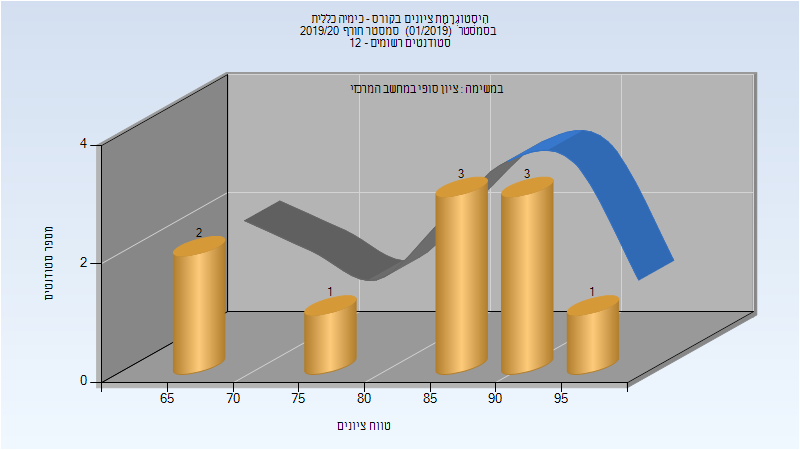 היסטוגרמת ציונים בקורס - כימיה כללית
בסמסטר (01/2019) סמסטר חורף 2019/20
סטודנטים רשומים - 12
במשימה : ציון סופי במחשב המרכזי
מספר סטודנטים
4
2
0
2
1
3
3
1
65 70 75 80 85 90 95
טווח ציונים